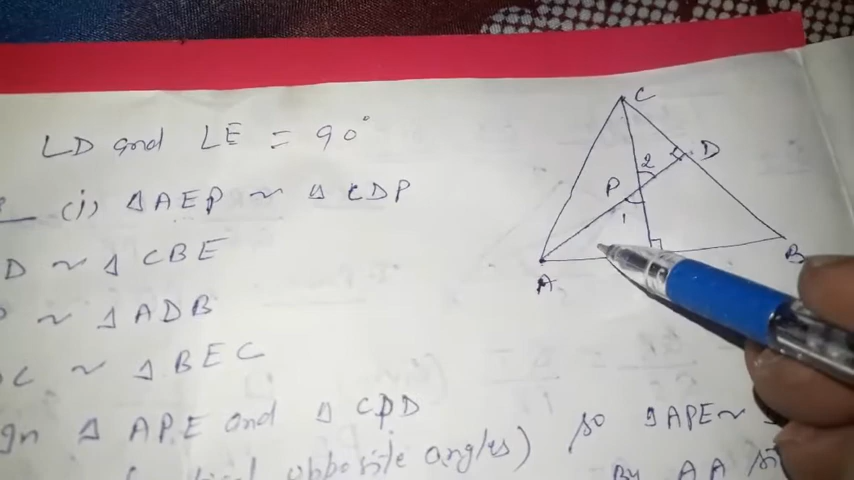 ∠D and ∠E = 90°
(i) △AEP ~ △CDP
D ~ △CBE
~ △ADB
C ~ △BEC
In △APE and △CPD
so △APE ~
opposite angles)
By AA
C
D
2
P
1
A
B